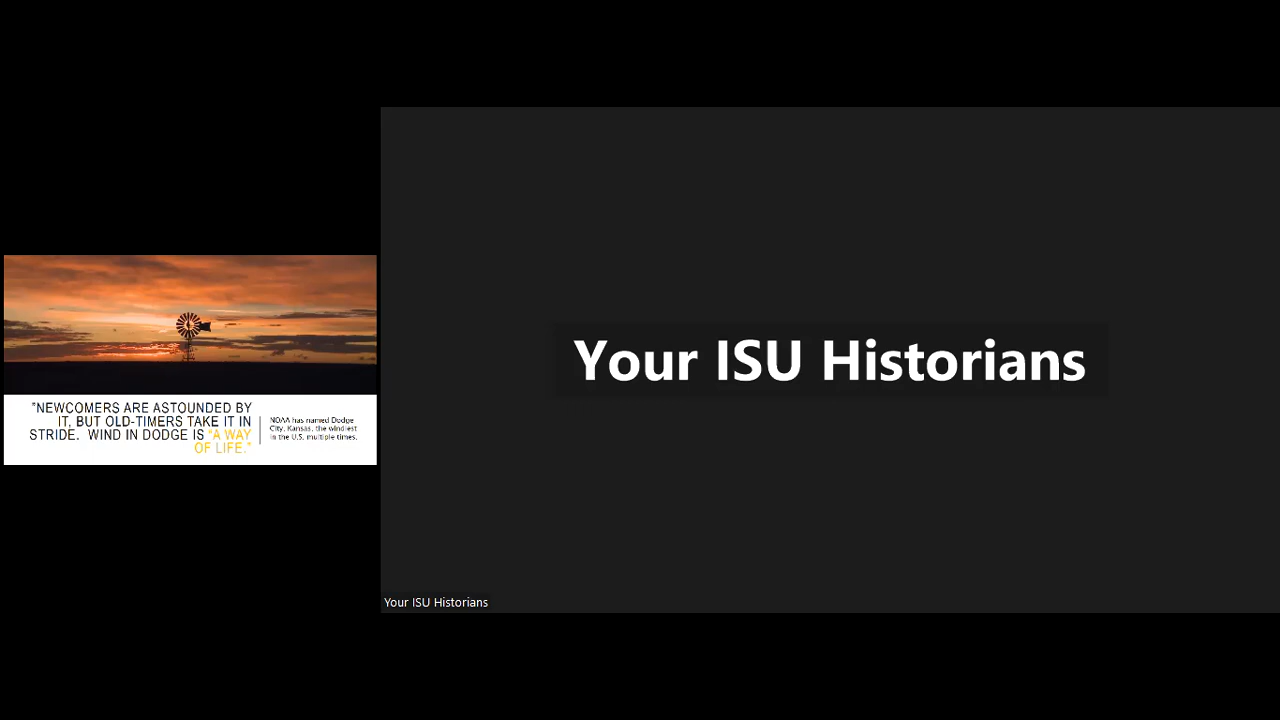 "NEWCOMERS ARE ASTOUNDED BY
IT, BUT OLD-TIMERS TAKE IT IN
STRIDE. WIND IN DODGE IS "A WAY
OF LIFE."
NOAA has named Dodge
City, Kansas, the windiest
in the U.S. multiple times.
Your ISU Historians
Your ISU Historians